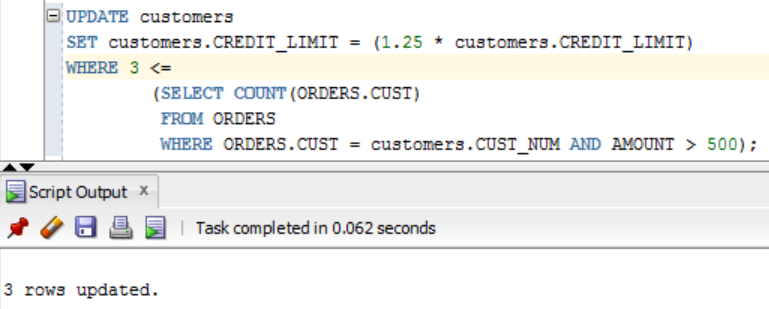 UPDATE customers
SET customers.CREDIT_LIMIT = (1.25 * customers.CREDIT_LIMIT)
WHERE 3 <=
(SELECT COUNT(ORDERS.CUST)
FROM ORDERS
WHERE ORDERS.CUST = customers.CUST_NUM AND AMOUNT > 500);
Script Output x
Task completed in 0.062 seconds
3 rows updated.